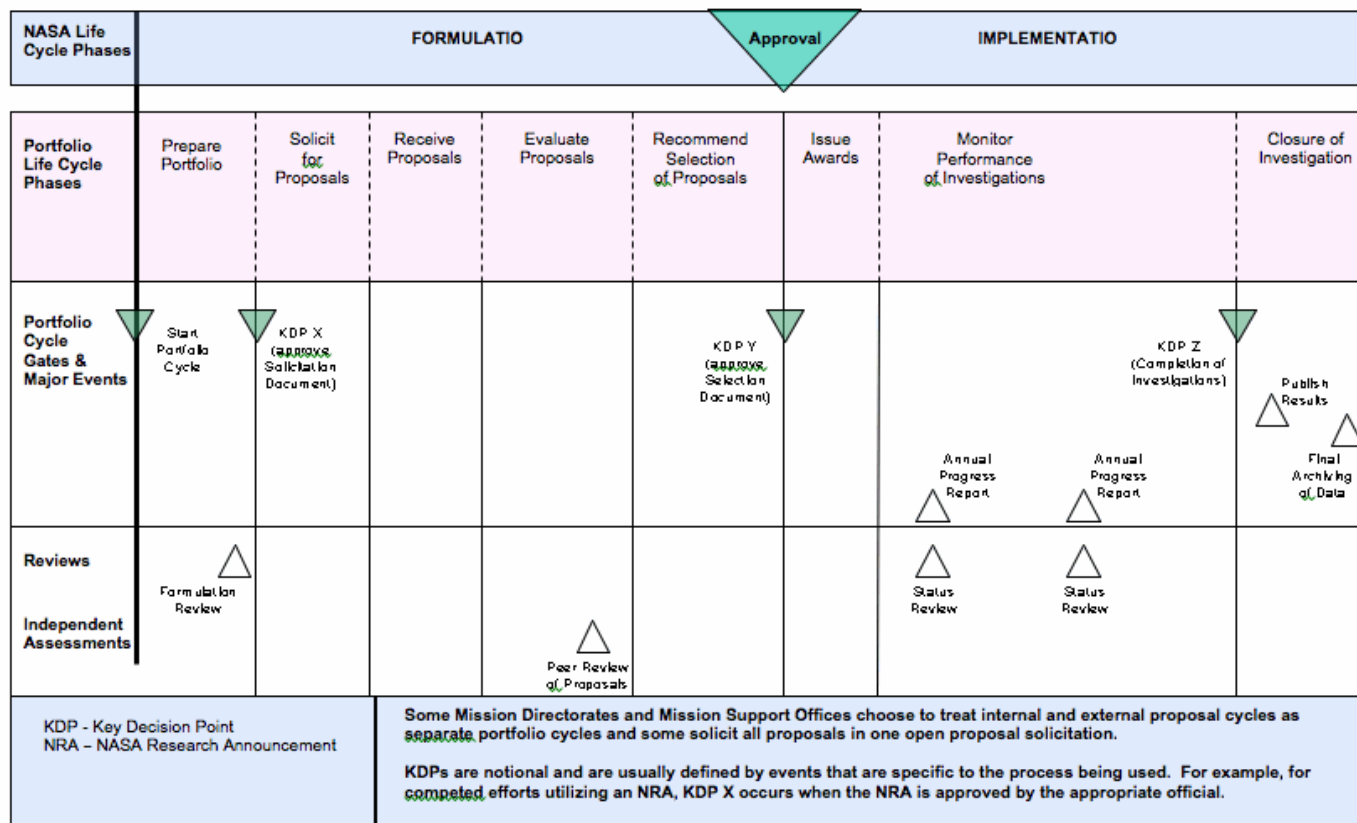 NASA Life
Cycle Phases
FORMULATIO
Approval
IMPLEMENTATIO
Portfolio
Life Cycle
Phases
Prepare
Portfolio
Solicit
for
Proposals
Receive
Proposals
Evaluate
Proposals
Recommend
Selection
of Proposals
Issue
Awards
Monitor
Performance
of Investigations
Closure of
Investigation
Portfolio
Cycle
Gates &
Major Events
Start
Portfolio
Cycle
KDP X
(approve
Solicitation
Document)
KDP Y
(approve
Selection
Document)
KDP Z
(Completion of
Investigations)
Publish
Results
Annual
Progress
Report
Annual
Progress
Report
Final
Archiving
of Data
Reviews
Formulation
Review
Status
Review
Status
Review
Independent
Assessments
Peer Review
of Proposals
KDP - Key Decision Point
NRA – NASA Research Announcement
Some Mission Directorates and Mission Support Offices choose to treat internal and external proposal cycles as
separate portfolio cycles and some solicit all proposals in one open proposal solicitation.
KDPs are notional and are usually defined by events that are specific to the process being used.  For example, for
competed efforts utilizing an NRA, KDP X occurs when the NRA is approved by the appropriate official.